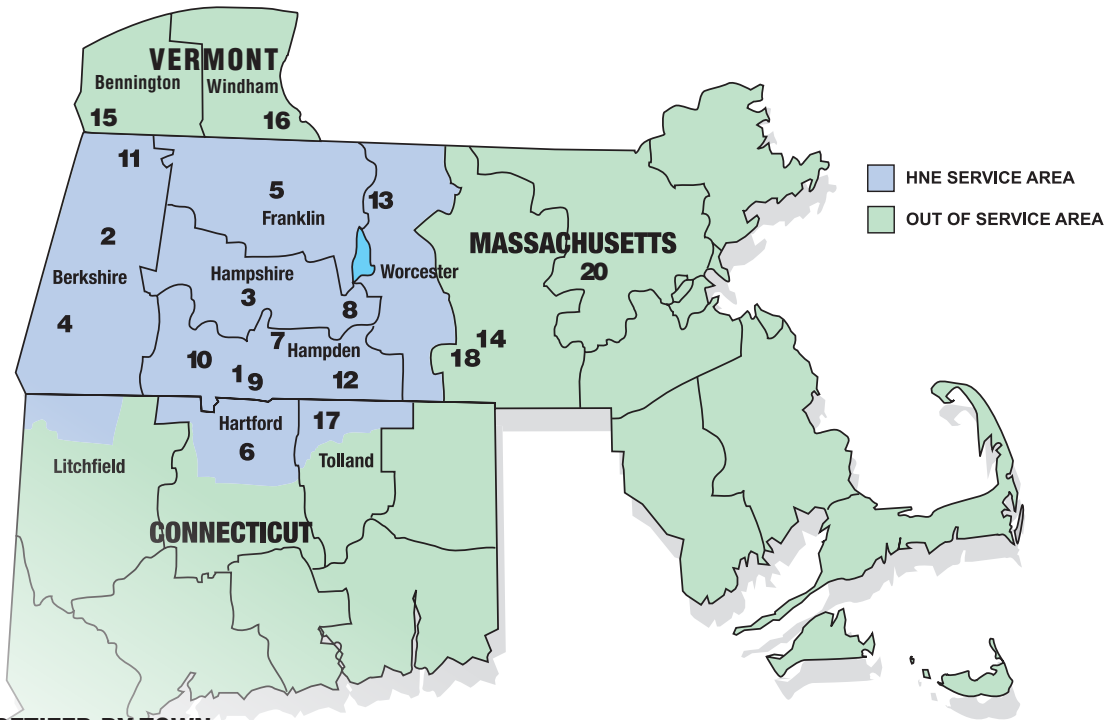 VERMONT
Bennington
Windham
15
16
11
5
Franklin
13
HNE SERVICE AREA
OUT OF SERVICE AREA
2
Berkshire
Hampshire
3
Worcester
MASSACHUSETTS
20
4
8
7
Hampden
14
18
10
1
9
12
Hartford
6
17
Litchfield
Tolland
CONNECTICUT
BY TOWN